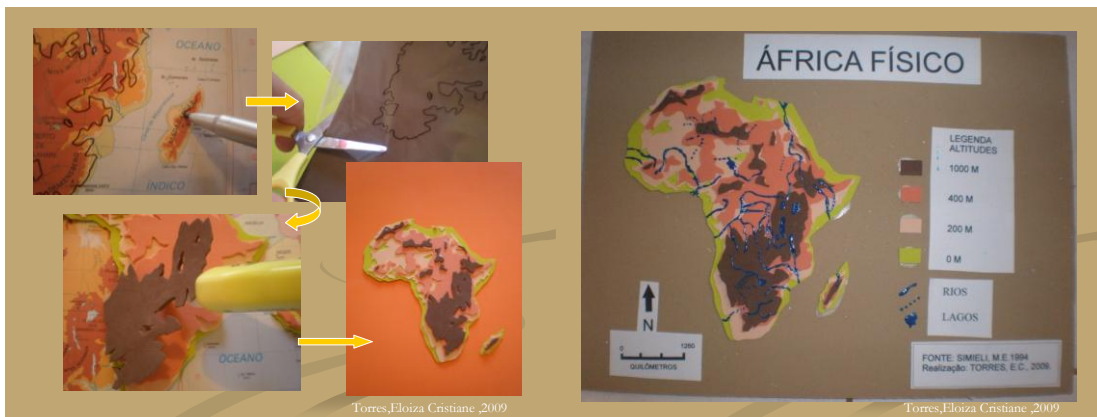 OCEANO
ÍNDICO
OCEANO
Torres,Eloiza Cristiane ,2009
ÁFRICA FÍSICO
LEGENDA
ALTITUDES
1000 M
400 M
200 M
0 M
RIOS
LAGOS
N
0 1250
QUILÔMETROS
FONTE: SIMIELI, M.E.1994
Realização: TORRES, E.C., 2009.
Torres,Eloiza Cristiane ,2009